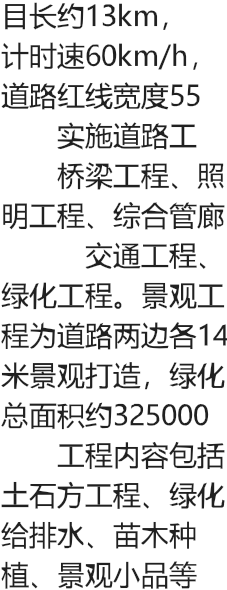 目长约13km，
计时速60km/h，
道路红线宽度55
实施道路工
桥梁工程、照
明工程、综合管廊
交通工程、
绿化工程。景观工
程为道路两边各14
米景观打造，绿化
总面积约325000
工程内容包括
土石方工程、绿化
给排水、苗木种
植、景观小品等